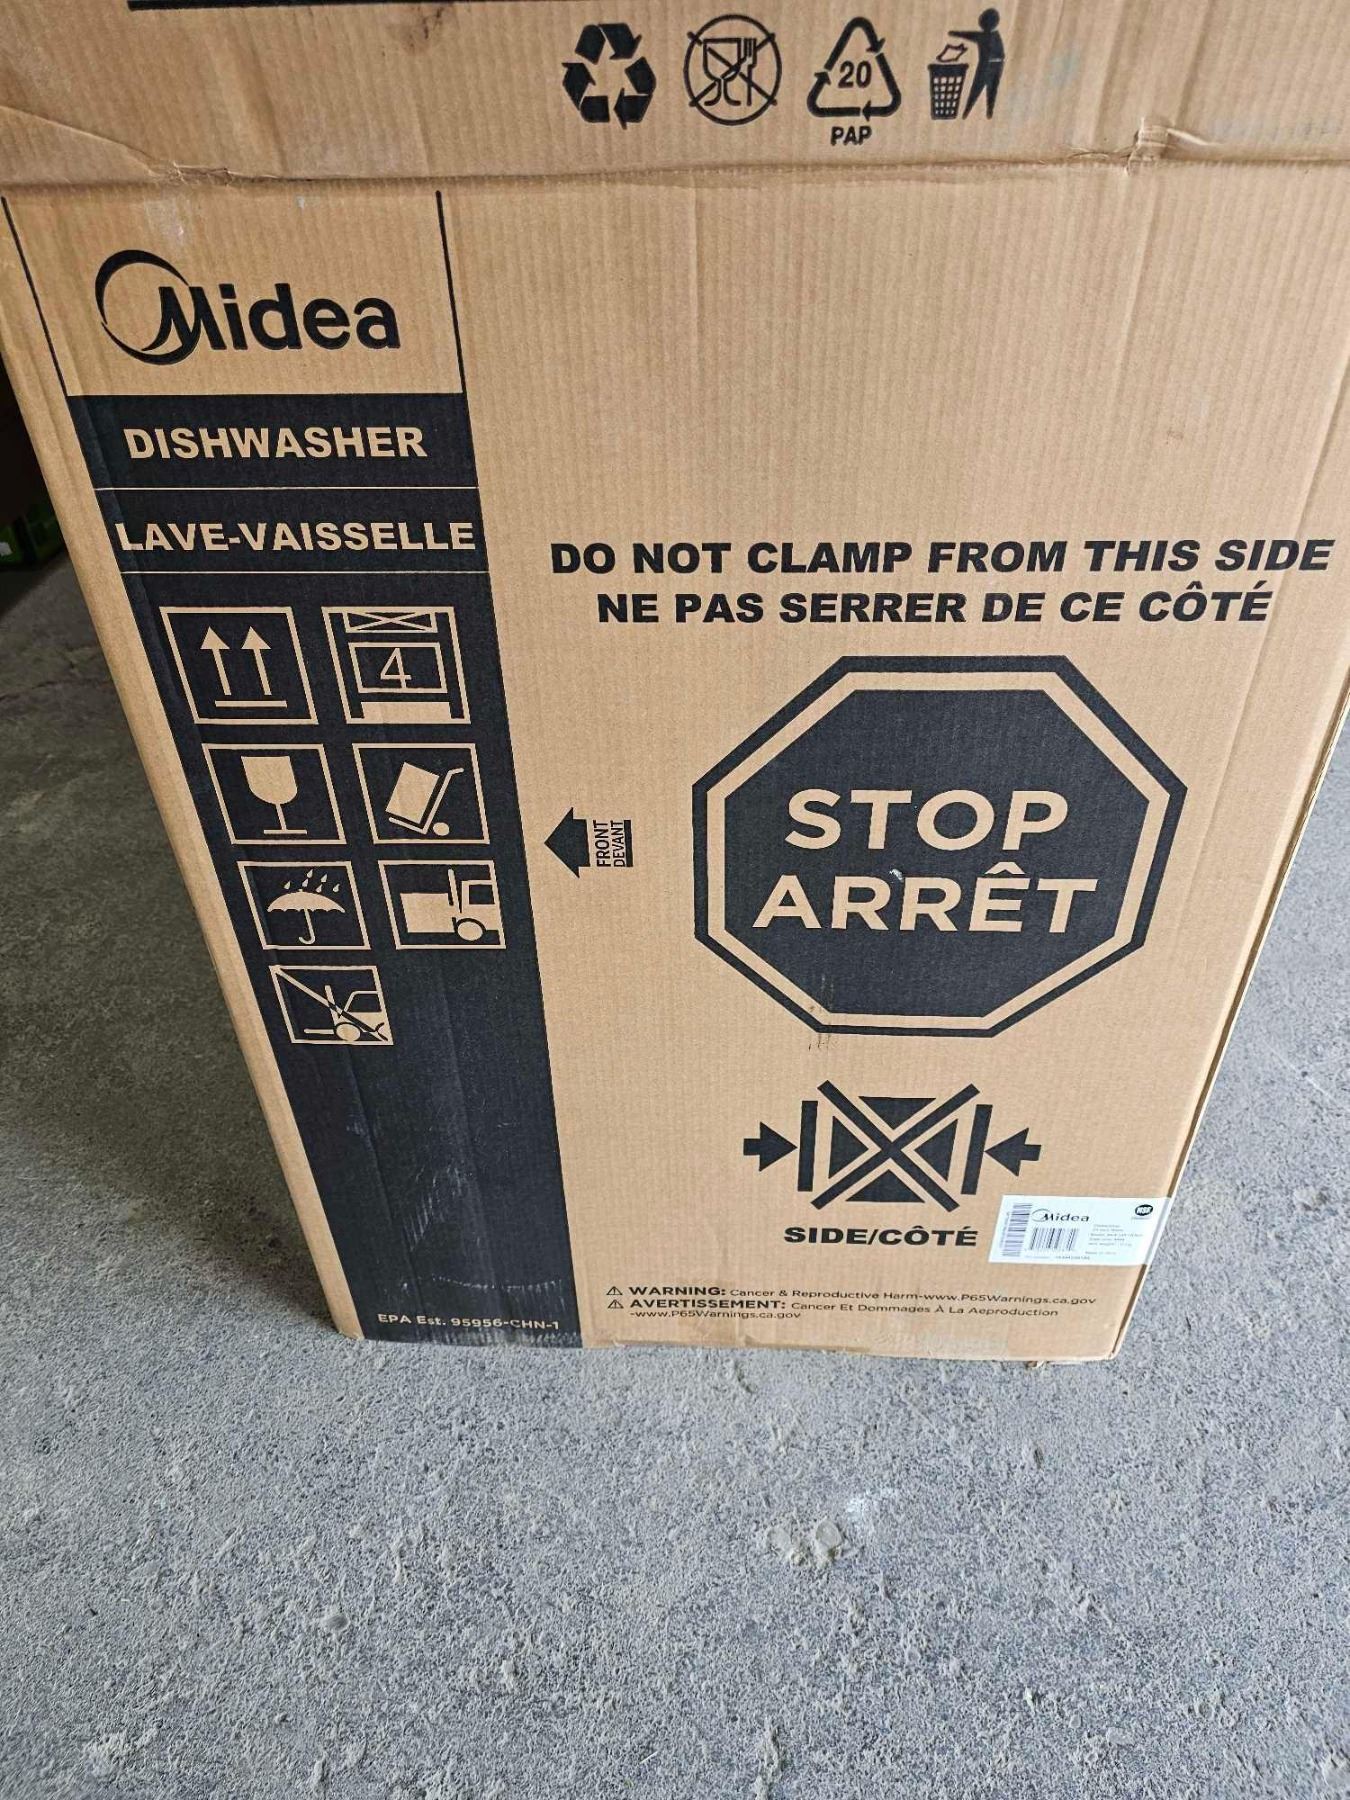 20
PAP
Midea
DISHWASHER
LAVE-VAISSELLE
4
DO NOT CLAMP FROM THIS SIDE
NE PAS SERRER DE CE CÔTÉ
FRONT
DEVANT
STOP
ARRÊT
SIDE/CÔTÉ
Midea
NSF
WARNING: Cancer & Reproductive Harm-www.P65Warnings.ca.gov
AVERTISSEMENT: Cancer Et Dommages À La Aeproduction
-www.P65Warnings.ca.gov
EPA Est. 95956-CHN-1